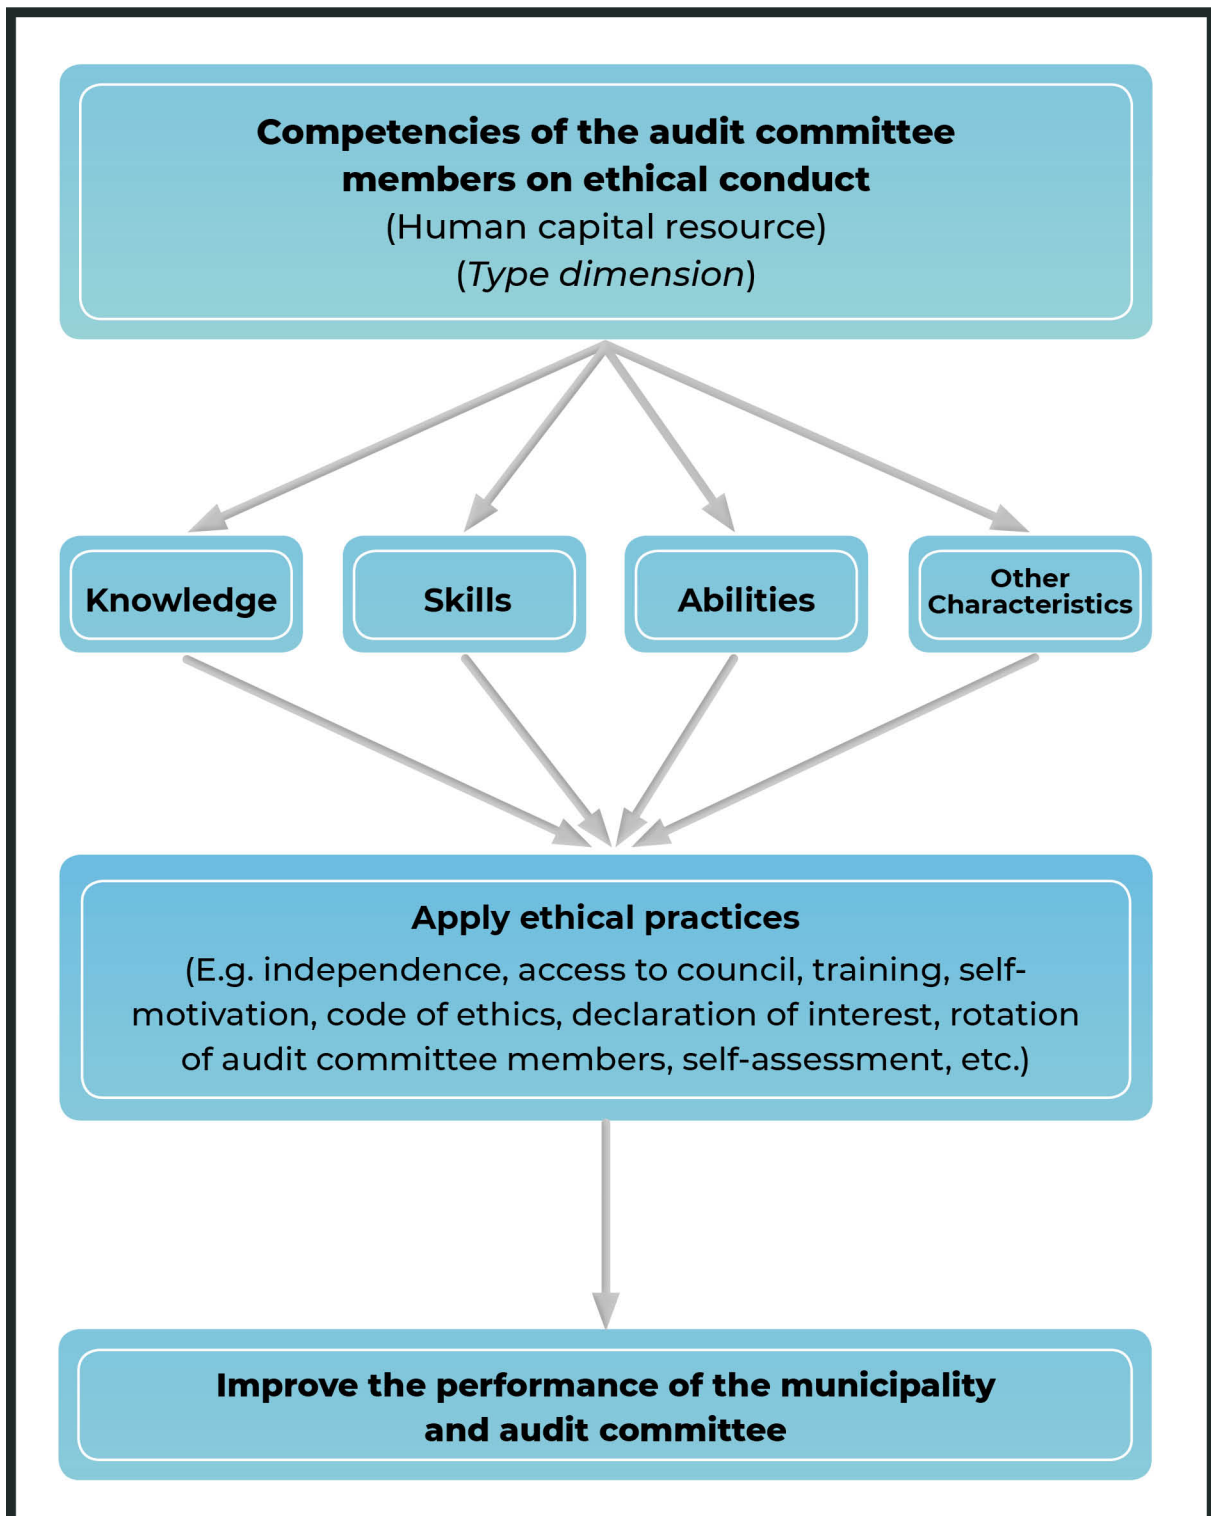 Competencies of the audit committee
members on ethical conduct
(Human capital resource)
(Type dimension)
Knowledge
Skills
Abilities
Other
Characteristics
Apply ethical practices
(E.g. independence, access to council, training, self-
motivation, code of ethics, declaration of interest, rotation
of audit committee members, self-assessment, etc.)
Improve the performance of the municipality
and audit committee